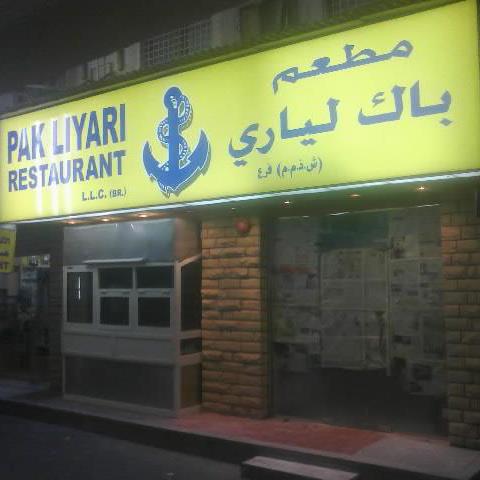 PAK LIYARI
RESTAURANT
L.L.C. (BR.)
مطعم
باك لياري
(ش.ذ.م.م) فرع